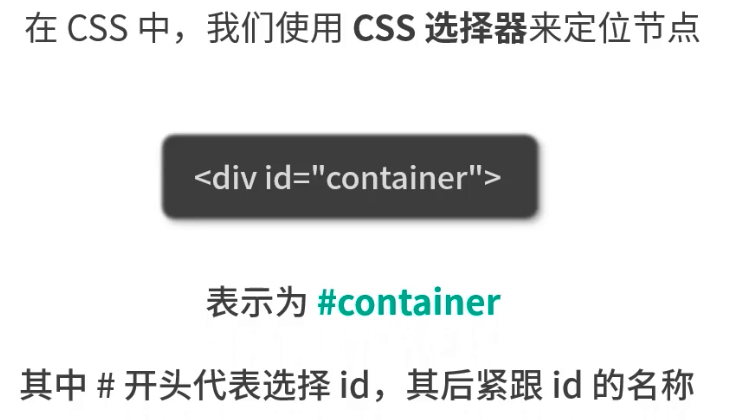 在 CSS 中，我们使用 CSS 选择器来定位节点
<div id="container">
表示为 #container
其中 # 开头代表选择 id，其后紧跟 id 的名称